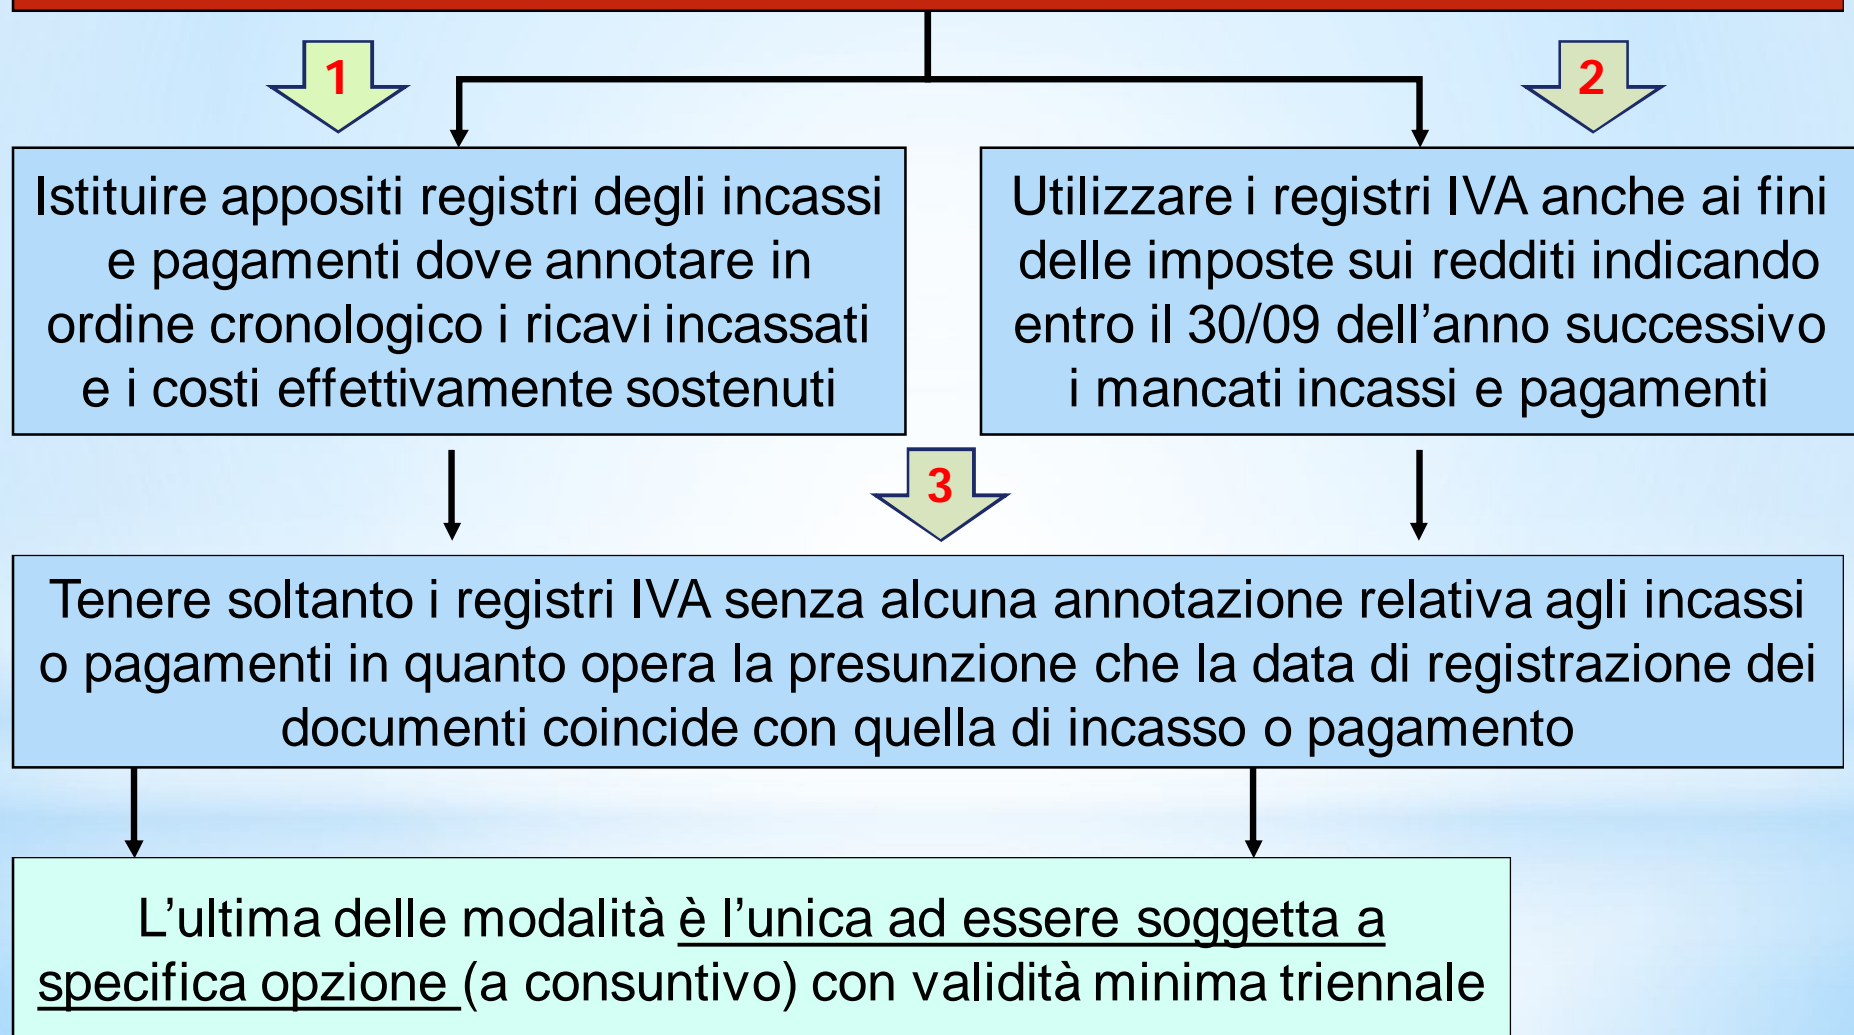 1
2
Istituire appositi registri degli incassi
e pagamenti dove annotare in
ordine cronologico i ricavi incassati
e i costi effettivamente sostenuti
Utilizzare i registri IVA anche ai fini
delle imposte sui redditi indicando
entro il 30/09 dell’anno successivo
i mancati incassi e pagamenti
3
Tenere soltanto i registri IVA senza alcuna annotazione relativa agli incassi
o pagamenti in quanto opera la presunzione che la data di registrazione dei
documenti coincide con quella di incasso o pagamento
L’ultima delle modalità è l’unica ad essere soggetta a
specifica opzione (a consuntivo) con validità minima triennale